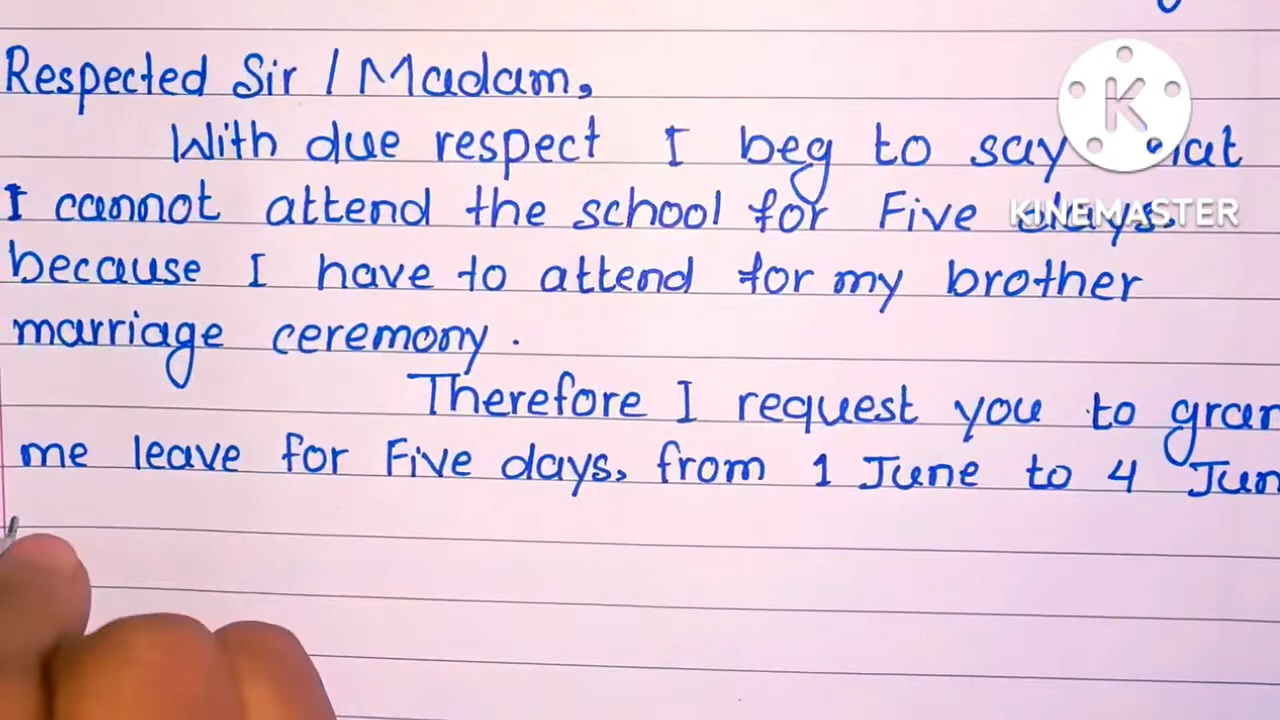 Respected Sir / Madam,
With due respect I beg to say
I cannot attend the school for Five days.
because I have to attend for my brother
marriage ceremony.
Therefore I request you to gran
me leave for Five days, from 1 June to 4 Jun
K
KINEMASTER